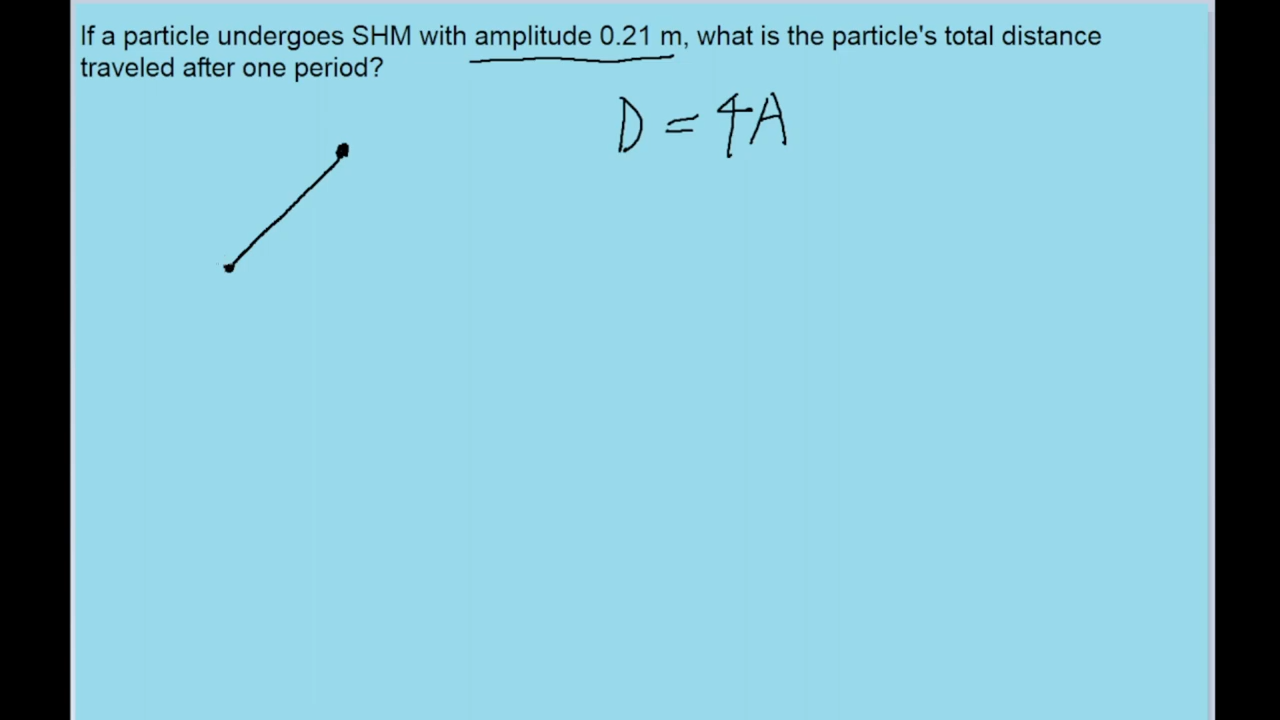 If a particle undergoes SHM with amplitude 0.21 m, what is the particle's total distance
traveled after one period?
D = 4A